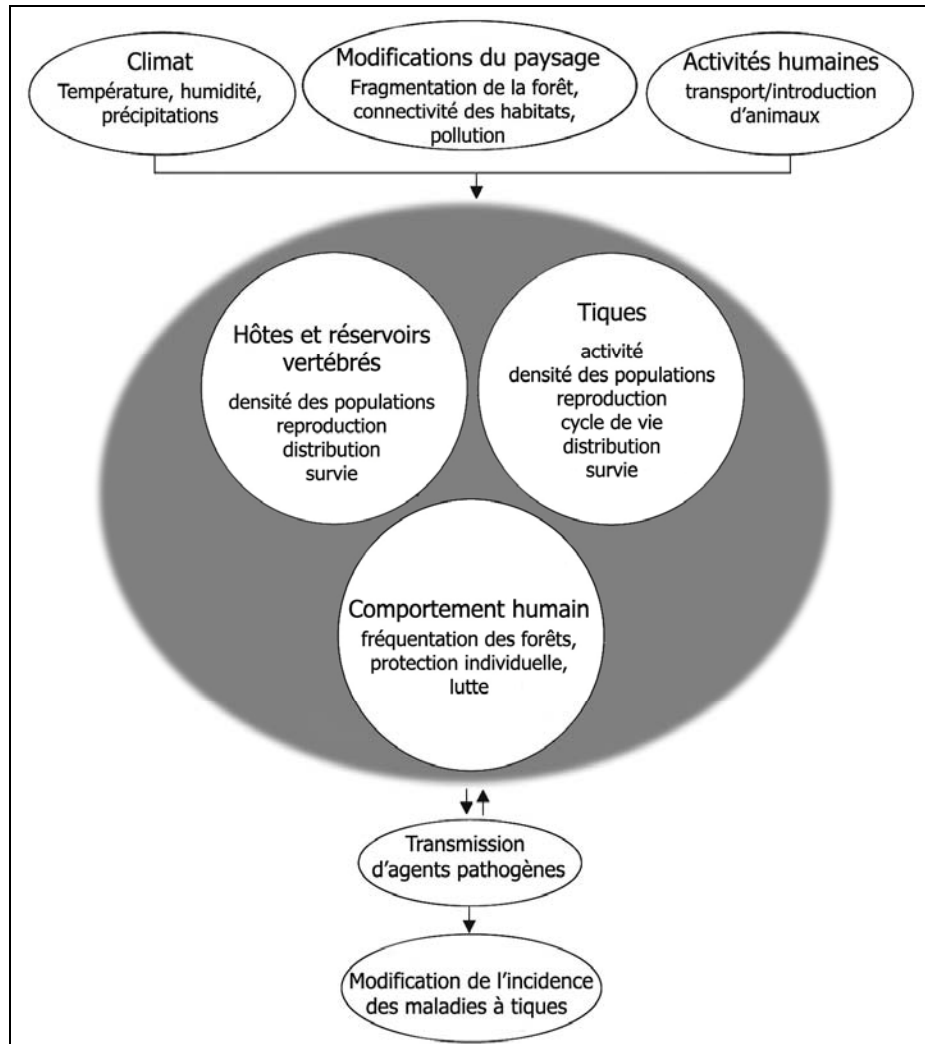 Climat
Température, humidité,
précipitations
Modifications du paysage
Fragmentation de la forêt,
connectivité des habitats,
pollution
Activités humaines
transport/introduction
d'animaux
Hôtes et réservoirs
vertébrés
densité des populations
reproduction
distribution
survie
Tiques
activité
densité des populations
reproduction
cycle de vie
distribution
survie
Comportement humain
fréquentation des forêts,
protection individuelle,
lutte
Transmission
d'agents pathogènes
Modification de l'incidence
des maladies à tiques